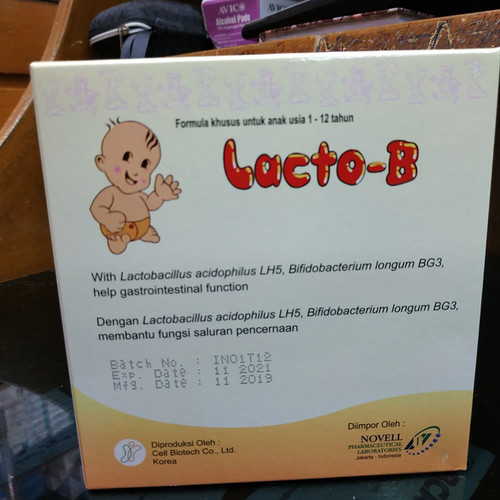 AVICO
Alcohol Pads
Formula khusus untuk anak usia 1 - 12 tahun
Lacto-B
With Lactobacillus acidophilus LH5, Bifidobacterium longum BG3,
help gastrointestinal function
Dengan Lactobacillus acidophilus LH5, Bifidobacterium longum BG3,
membantu fungsi saluran pencernaan
Batch No. : INO1T12
Exp. Date : 11 2021
Mfg. Date : 11 2019
Diproduksi Oleh :
Cell Biotech Co., Ltd.
Korea
Diimpor Oleh :
NOVELL
PHARMACEUTICAL
LABORATORIES
Jakarta - Indonesia